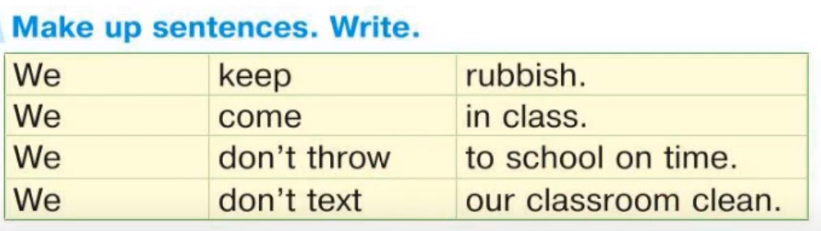 Make up sentences. Write.
We keep rubbish.
We come in class.
We don't throw to school on time.
We don't text our classroom clean.